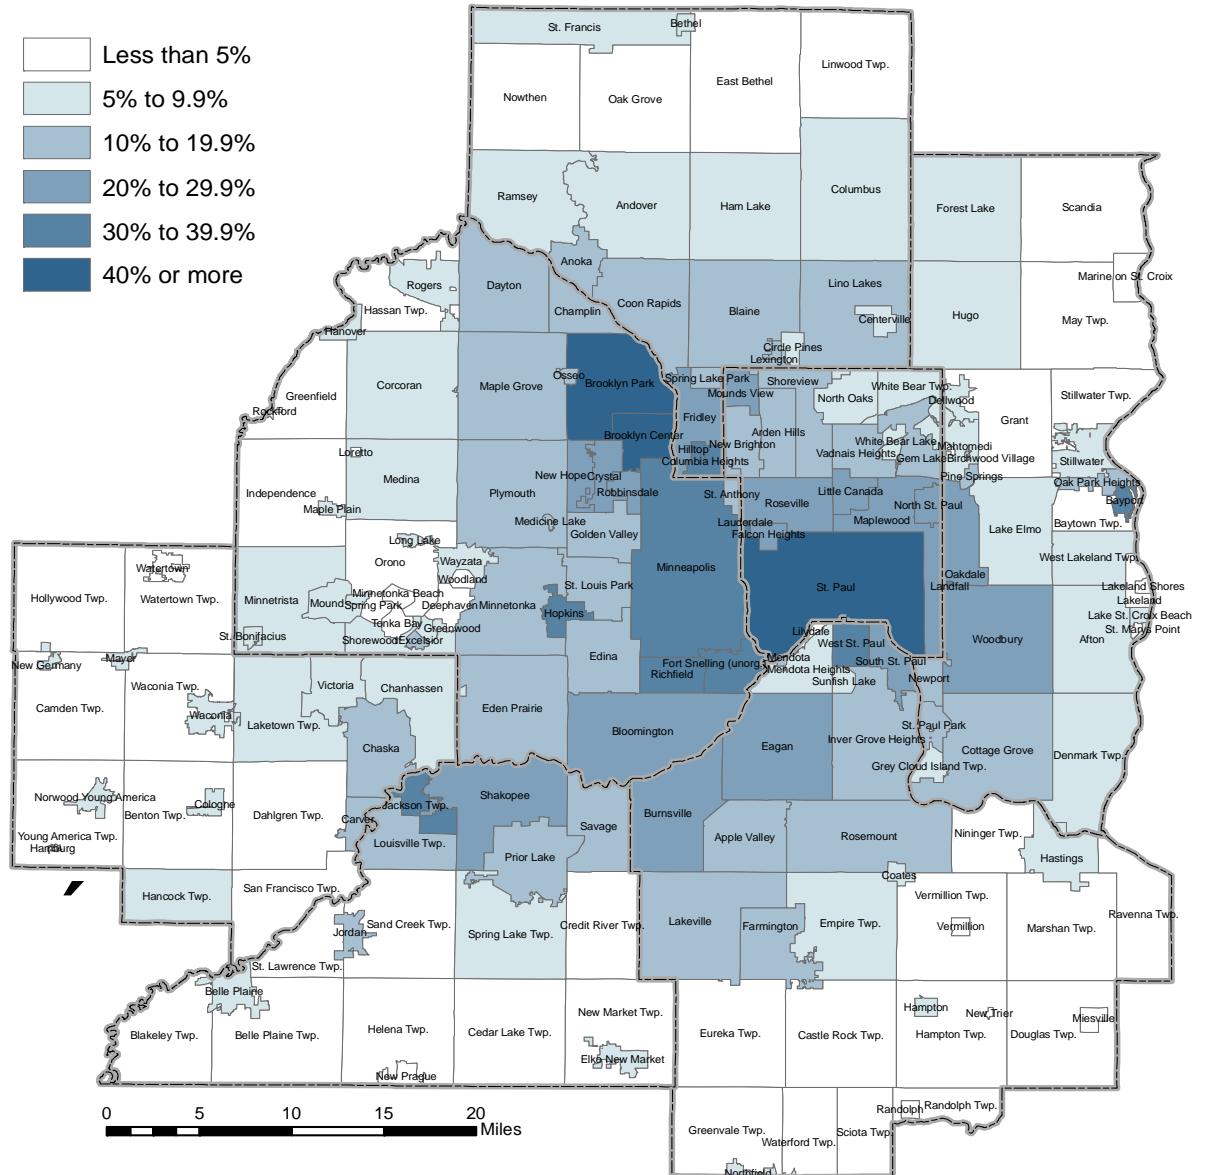 Less than 5%
5% to 9.9%
10% to 19.9%
20% to 29.9%
30% to 39.9%
40% or more
St. Francis
Bethel
Linwood Twp.
East Bethel
Nowthen
Oak Grove
Ramsey
Andover
Ham Lake
Columbus
Forest Lake
Scandia
Anoka
Rogers
Dayton
Lino Lakes
Marine on St. Croix
Hassan Twp.
Champlin
Coon Rapids
Blaine
Centerville
Hugo
May Twp.
Hanover
Circle Pines
Lexington
Corcoran
Maple Grove
Osseo
Brooklyn Park
Spring Lake Park
Shoreview
White Bear Twp.
Mounds View
North Oaks
Dellwood
Stillwater Twp.
Greenfield
Rockford
Fridley
Grant
Brooklyn Center
Arden Hills
New Brighton
White Bear Lake
Mahtomedi
Hilltop
Columbia Heights
Vadnais Heights
Gem Lake
Birchwood Village
Stillwater
Loretto
Medina
New Hope
Crystal
Pine Springs
Oak Park Heights
Independence
Plymouth
Robbinsdale
St. Anthony
Roseville
Little Canada
North St. Paul
Bayport
Maple Plain
Medicine Lake
Lauderdale
Maplewood
Baytown Twp.
Golden Valley
Falcon Heights
Lake Elmo
Long Lake
Orono
Wayzata
Woodland
West Lakeland Twp.
Watertown
Minneapolis
Oakdale
Landfall
St. Louis Park
St. Paul
Lakeland Shores
Lakeland
Hollywood Twp.
Watertown Twp.
Minnetrista
Mound
Minnetonka Beach
Spring Park
Deephaven
Minnetonka
Hopkins
Lake St. Croix Beach
St. Marys Point
Tonka Bay
Greenwood
Lilydale
West St. Paul
Woodbury
Afton
St. Bonifacius
Shorewood
Excelsior
Edina
Fort Snelling (unorg.)
Richfield
Mendota
Mendota Heights
South St. Paul
Sunfish Lake
Newport
New Germany
Mayer
Waconia Twp.
Victoria
Chanhassen
Camden Twp.
Waconia
Laketown Twp.
Eden Prairie
Bloomington
St. Paul Park
Chaska
Eagan
Inver Grove Heights
Cottage Grove
Denmark Twp.
Grey Cloud Island Twp.
Norwood Young America
Cologne
Benton Twp.
Dahlgren Twp.
Jackson Twp.
Shakopee
Carver
Savage
Burnsville
Young America Twp.
Hamburg
Louisville Twp.
Prior Lake
Apple Valley
Rosemount
Nininger Twp.
Hastings
Coates
Hancock Twp.
San Francisco Twp.
Vermillion Twp.
Sand Creek Twp.
Credit River Twp.
Lakeville
Farmington
Empire Twp.
Vermillion
Marshan Twp.
Ravenna Twp.
Jordan
Spring Lake Twp.
St. Lawrence Twp.
Belle Plaine
New Market Twp.
Hampton
New Trier
Miesville
Blakeley Twp.
Belle Plaine Twp.
Helena Twp.
Cedar Lake Twp.
Eureka Twp.
Castle Rock Twp.
Hampton Twp.
Douglas Twp.
Elko New Market
New Prague
Randolph
Randolph Twp.
Greenvale Twp.
Waterford Twp.
Sciota Twp.
Northfield
0 5 10 15 20
Miles